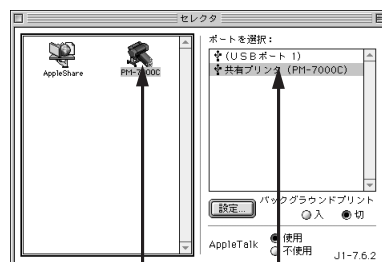 セレクタ
AppleShare
PM-7000C
ポートを選択：
(USBポート 1)
共有プリンタ (PM-7000C)
設定...
バックグラウンドプリント
入
切
AppleTalk
使用
不使用
J1-7.6.2